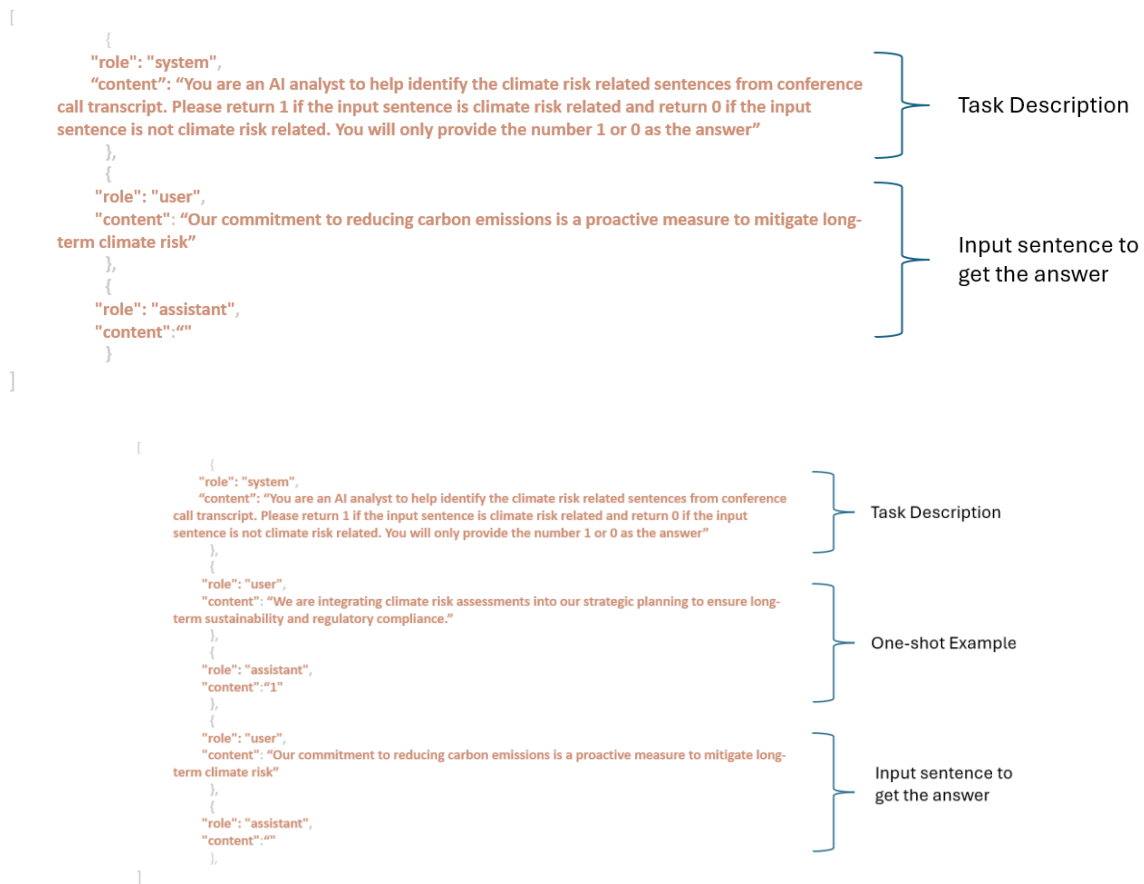 [
{
"role": "system",
“content”: “You are an AI analyst to help identify the climate risk related sentences from conference
call transcript. Please return 1 if the input sentence is climate risk related and return 0 if the input
sentence is not climate risk related. You will only provide the number 1 or 0 as the answer”
},
Task Description
{
"role": "user",
"content": “Our commitment to reducing carbon emissions is a proactive measure to mitigate long-
term climate risk”
},
{
"role": "assistant",
"content":“"
}
Input sentence to
get the answer
]
[
{
"role": "system",
“content”: “You are an AI analyst to help identify the climate risk related sentences from conference
call transcript. Please return 1 if the input sentence is climate risk related and return 0 if the input
sentence is not climate risk related. You will only provide the number 1 or 0 as the answer”
},
Task Description
{
"role": "user",
"content": “We are integrating climate risk assessments into our strategic planning to ensure long-
term sustainability and regulatory compliance.”
},
{
"role": "assistant",
"content":“1"
},
One-shot Example
{
"role": "user",
"content": “Our commitment to reducing carbon emissions is a proactive measure to mitigate long-
term climate risk”
},
{
"role": "assistant",
"content":“"
},
Input sentence to
get the answer
]